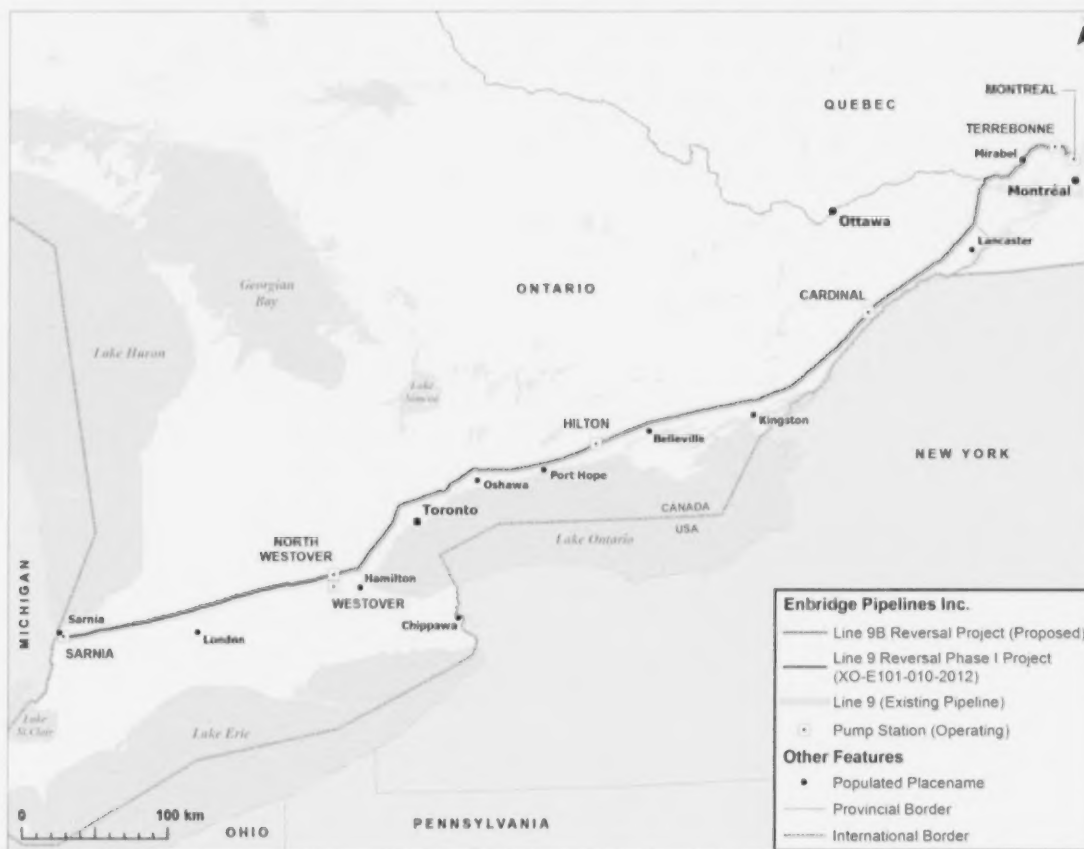 MONTREAL
QUEBEC
TERREBONNE
Mirabel
Montréal
Ottawa
Lancaster
Georgian
Bay
ONTARIO
CARDINAL
Lake Huron
Lake
Simcoe
HILTON
Kingston
Belleville
NEW YORK
Port Hope
Oshawa
CANADA
USA
Toronto
Lake Ontario
NORTH
WESTOVER
Hamilton
WESTOVER
MICHIGAN
Sarnia
SARNIA
London
Chippawa
Lake
St. Clair
Lake Erie
0 100 km
OHIO
PENNSYLVANIA
Enbridge Pipelines Inc.
Line 9B Reversal Project (Proposed)
Line 9 Reversal Phase I Project
(XO-E101-010-2012)
Line 9 (Existing Pipeline)
Pump Station (Operating)
Other Features
Populated Placename
Provincial Border
International Border